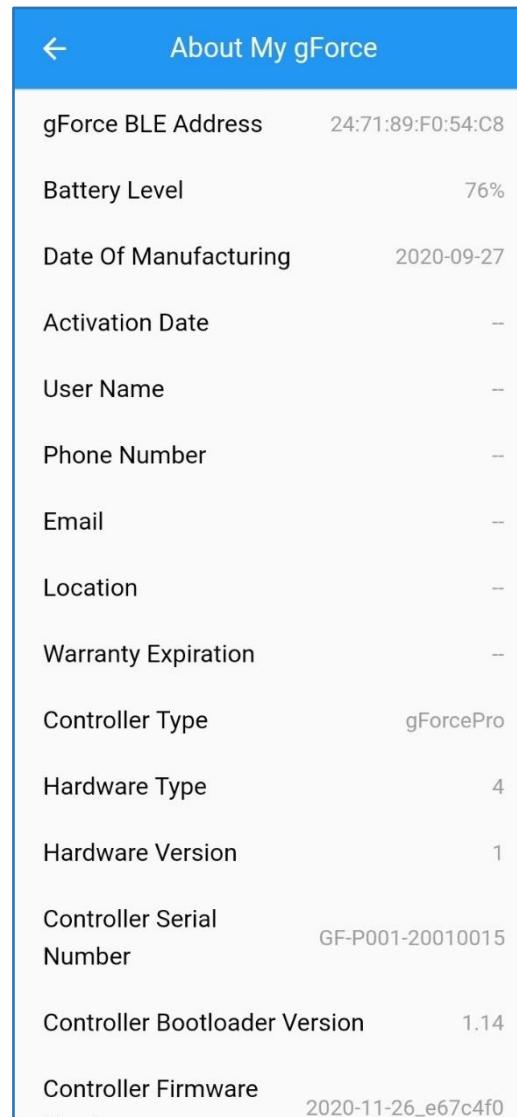 About My gForce
gForce BLE Address 24:71:89:F0:54:C8
Battery Level 76%
Date Of Manufacturing 2020-09-27
Activation Date --
User Name --
Phone Number --
Email --
Location --
Warranty Expiration --
Controller Type gForcePro
Hardware Type 4
Hardware Version 1
Controller Serial
Number GF-P001-20010015
Controller Bootloader Version 1.14
Controller Firmware
2020-11-26_e67c4f0